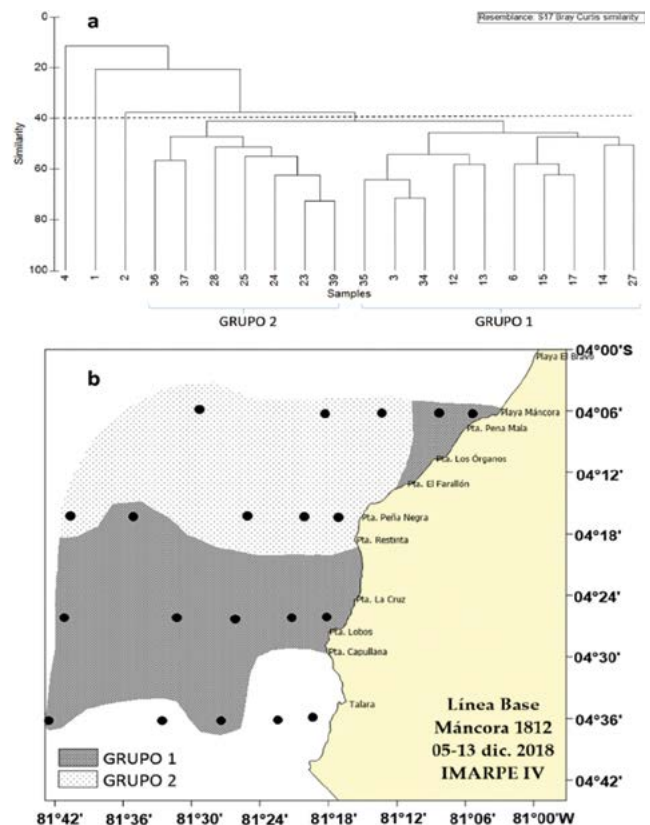 a
Resemblance: S17 Bray Curtis similarity
0
20
40
60
80
100
Similarity
4 1 2 36 37 28 25 24 23 39 35 3 34 12 13 6 15 17 14 27
Samples
GRUPO 2 GRUPO 1
b
04°00'S
04°06'
04°12'
04°18'
04°24'
04°30'
04°36'
04°42'
Playa El Bravo
Playa Máncora
Pta. Pena Mala
Pta. Los Órganos
Pta. El Farallón
Pta. Peña Negra
Pta. Restinta
Pta. La Cruz
Pta. Lobos
Pta. Capullana
Talara
Línea Base
Máncora 1812
05-13 dic. 2018
IMARPE IV
GRUPO 1
GRUPO 2
81°42' 81°36' 81°30' 81°24' 81°18' 81°12' 81°06' 81°00'W